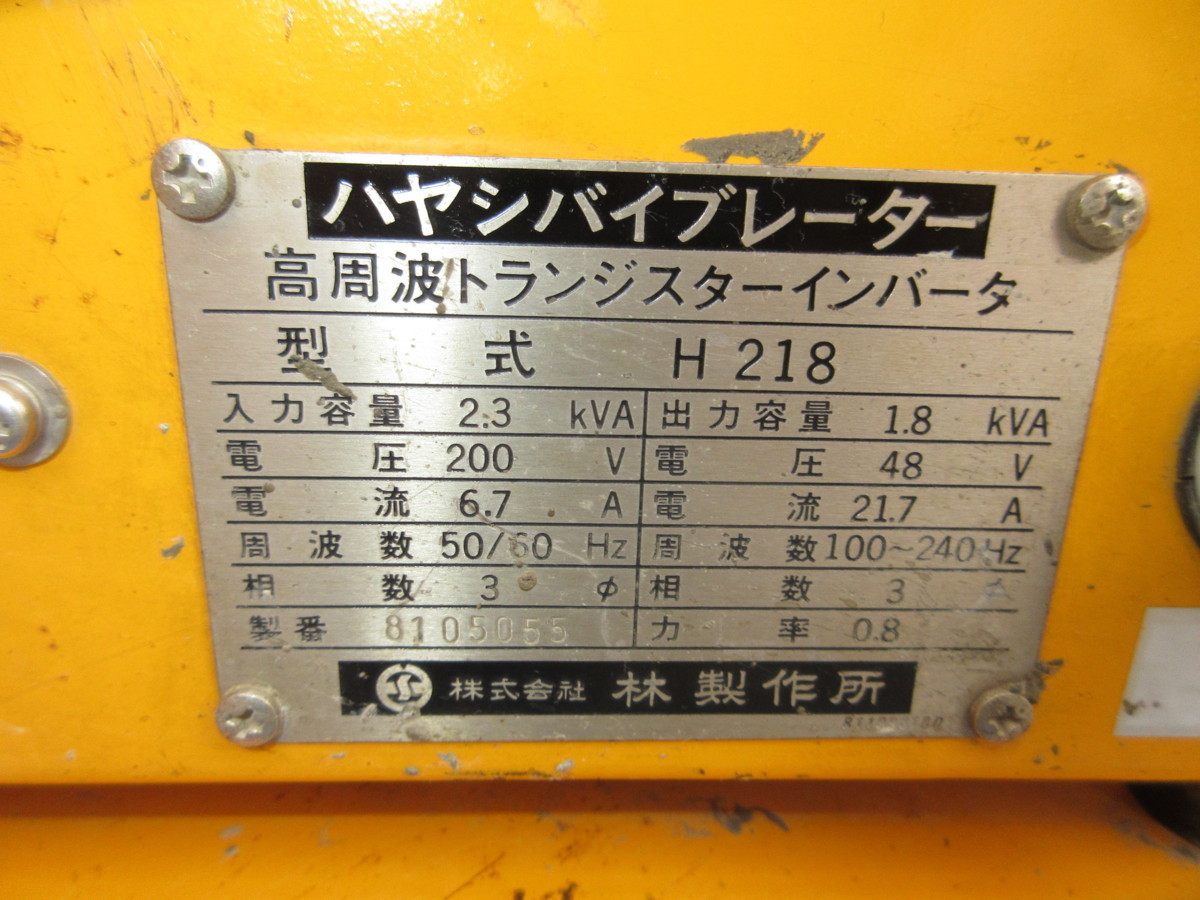 ハヤシバイブレーター
高周波トランジスターインバータ
型式 H 218
入力容量 2.3 kVA 出力容量 1.8 kVA
電圧 200 V 電圧 48 V
電流 6.7 A 電流 21.7 A
周波数 50/60 Hz 周波数 100~240Hz
相数 3 φ 相数 3
製番 8105055 力率 0.8
株式会社 林製作所